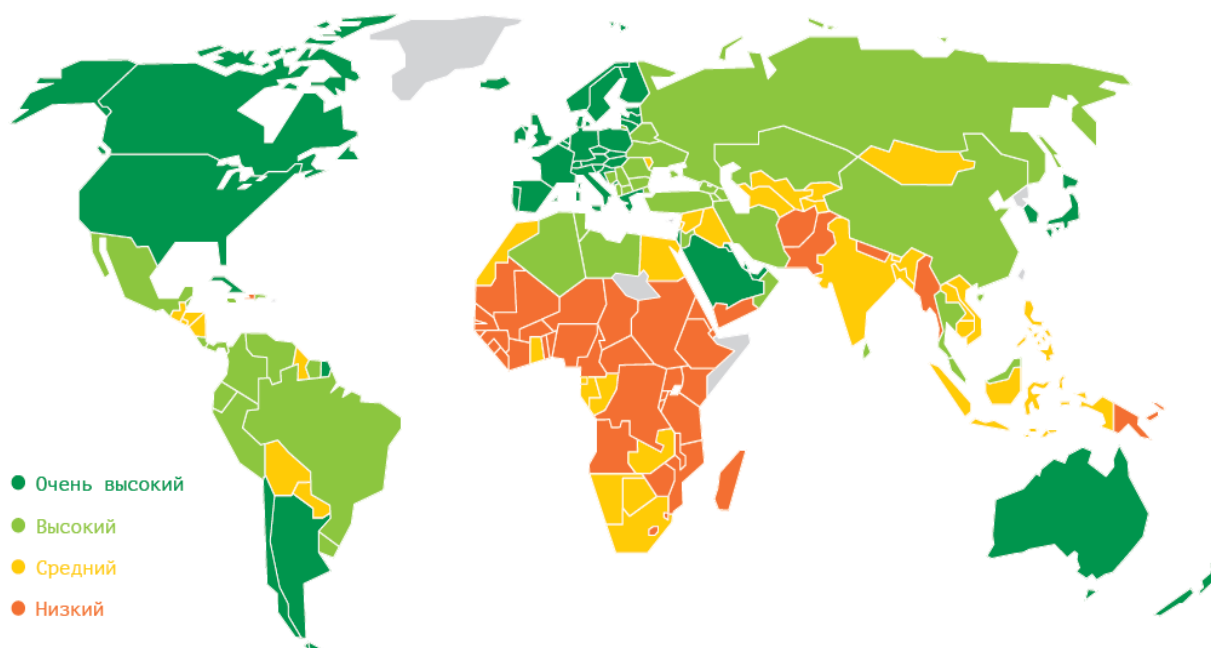 Очень высокий
Высокий
Средний
Низкий